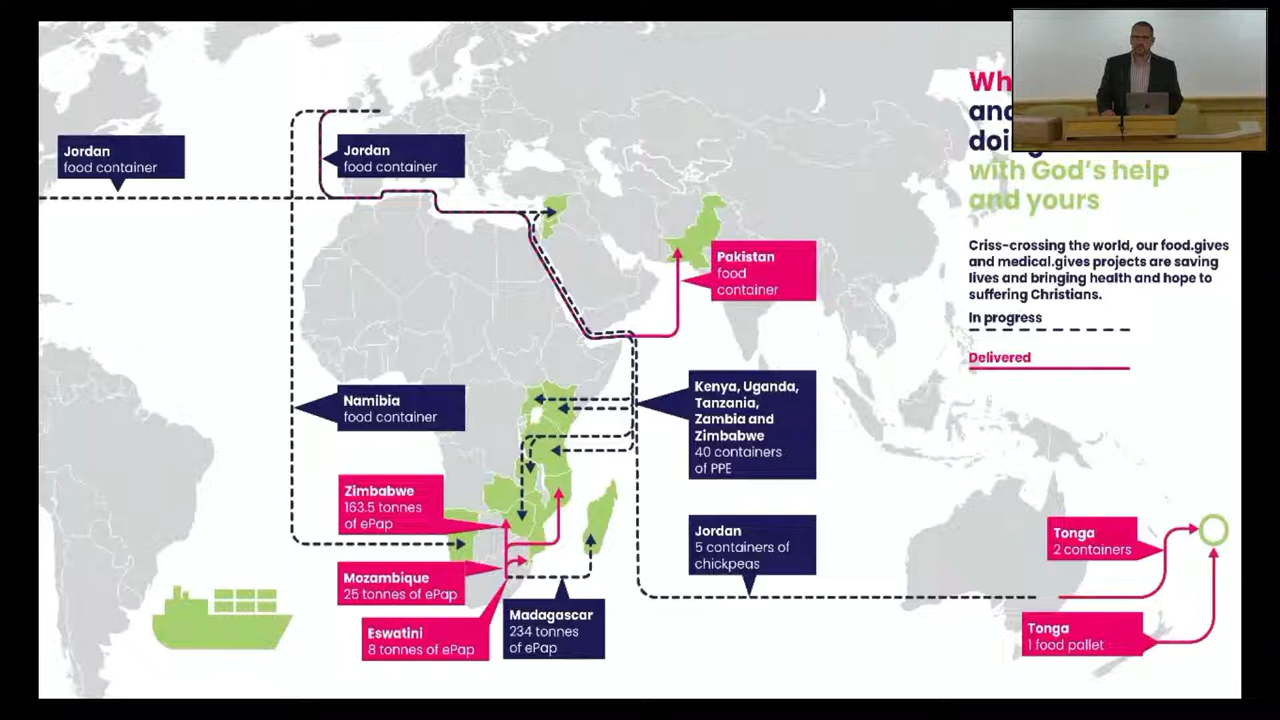 Wh
and
doing
with God's help
and yours
Criss-crossing the world, our food.gives
and medical.gives projects are saving
lives and bringing health and hope to
suffering Christians.
In progress
Delivered
Jordan
food container
Jordan
food container
Pakistan
food
container
Namibia
food container
Kenya, Uganda,
Tanzania,
Zambia and
Zimbabwe
40 containers
of PPE
Zimbabwe
163.5 tonnes
of ePap
Jordan
5 containers of
chickpeas
Tonga
2 containers
Mozambique
25 tonnes of ePap
Madagascar
234 tonnes
of ePap
Eswatini
8 tonnes of ePap
Tonga
1 food pallet